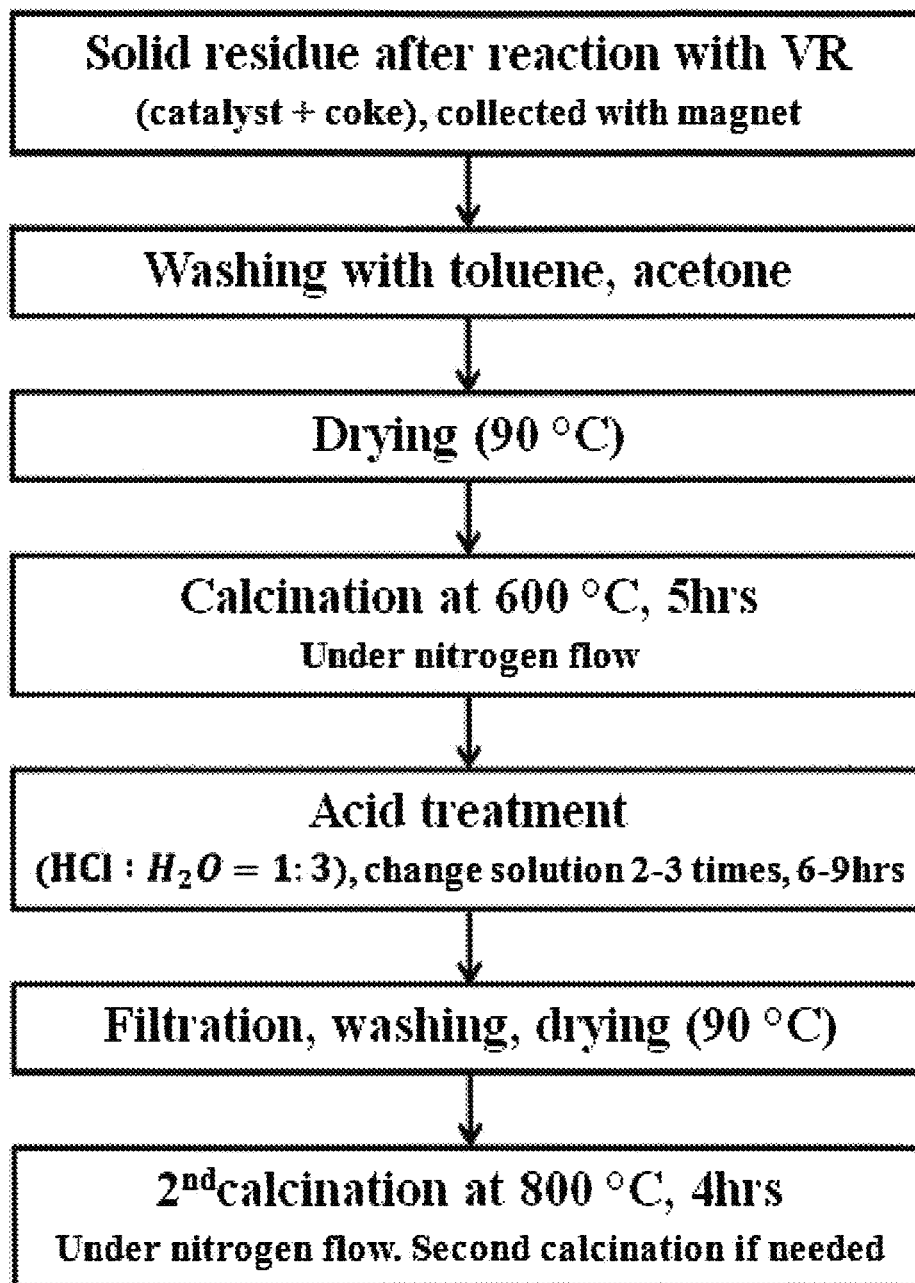 Solid residue after reaction with VR
(catalyst + coke), collected with magnet
Washing with toluene, acetone
Drying (90 °C)
Calcination at 600 °C, 5hrs
Under nitrogen flow
Acid treatment
(HCl : H₂O = 1: 3), change solution 2-3 times, 6-9hrs
Filtration, washing, drying (90 °C)
2ⁿᵈcalcination at 800 °C, 4hrs
Under nitrogen flow. Second calcination if needed